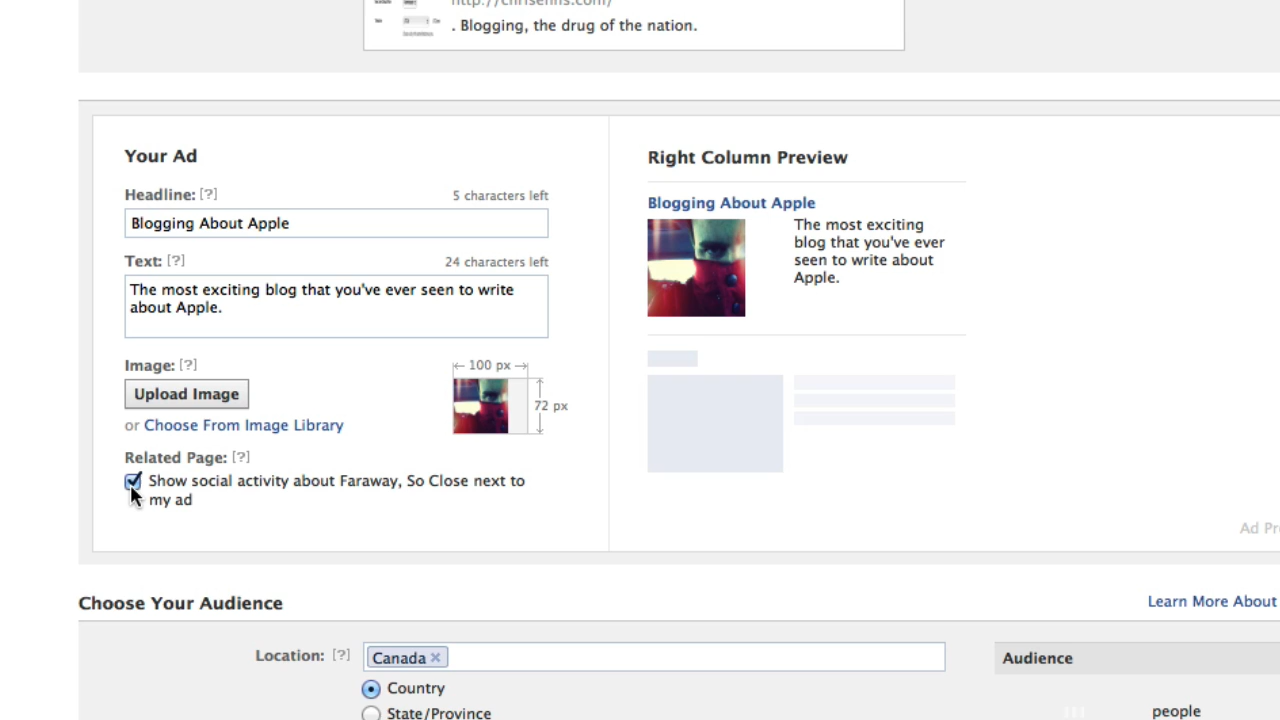 http://chrisenns.com/
. Blogging, the drug of the nation.
Your Ad
Headline: [?]
5 characters left
Blogging About Apple
Text: [?]
24 characters left
The most exciting blog that you've ever seen to write
about Apple.
Image: [?]
100 px
Upload Image
72 px
or Choose From Image Library
Related Page: [?]
Show social activity about Faraway, So Close next to
my ad
Right Column Preview
Blogging About Apple
The most exciting
blog that you've ever
seen to write about
Apple.
Ad Pr
Choose Your Audience
Learn More About
Location: [?]
Canada
Country
State/Province
Audience
people